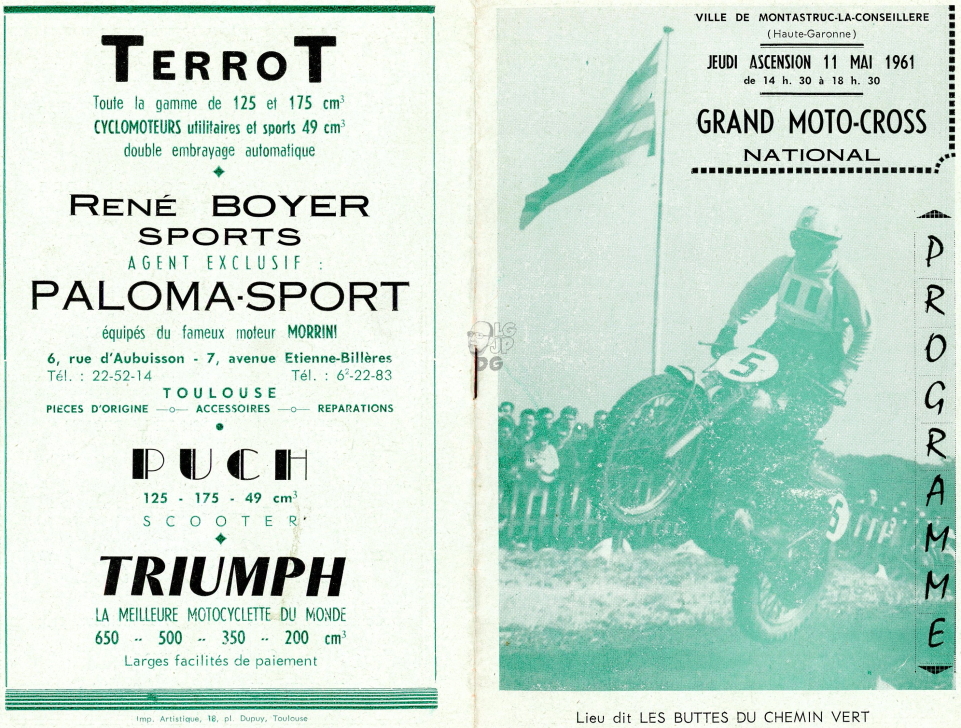 TERROT
Toute la gamme de 125 et 175 cm³
CYCLOMOTEURS utilitaires et sports 49 cm³
double embrayage automatique
RENÉ BOYER
SPORTS
AGENT EXCLUSIF :
PALOMA-SPORT
équipés du fameux moteur MORRINI
6, rue d'Aubuisson - 7, avenue Etienne-Billères
Tél. : 22-52-14 Tél. : 62-22-83
TOULOUSE
PIECES D'ORIGINE —o— ACCESSOIRES —o— REPARATIONS
PUCH
125 - 175 - 49 cm³
SCOOTER
TRIUMPH
LA MEILLEURE MOTOCYCLETTE DU MONDE
650 -- 500 -- 350 -- 200 cm³
Larges facilités de paiement
Imp. Artistique, 18, pl. Dupuy, Toulouse
VILLE DE MONTASTRUC-LA-CONSEILLERE
(Haute-Garonne)
JEUDI ASCENSION 11 MAI 1961
de 14 h. 30 à 18 h. 30
GRAND MOTO-CROSS
NATIONAL
PROGRAMME
5
5
LG
JP
DG
Lieu dit LES BUTTES DU CHEMIN VERT